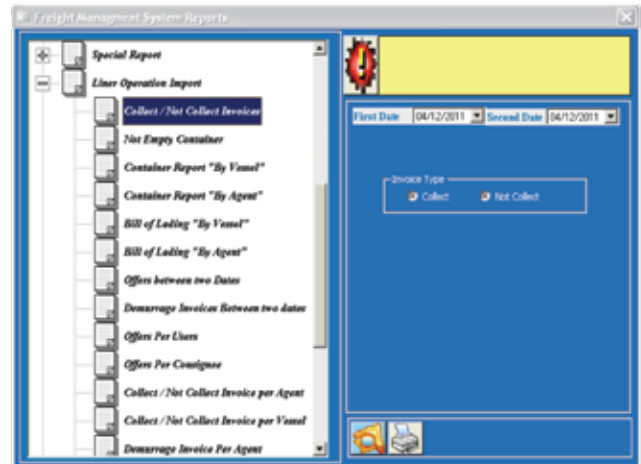 Freight Managment System Reports
Special Report
Liner Operation Import
Collect / Not Collect Invoices
Not Empty Container
Container Report "By Vessel"
Container Report "By Agent"
Bill of Lading "By Vessel"
Bill of Lading "By Agent"
Offers between two Dates
Demurrage Invoices Between two dates
Offers Per Users
Offers Per Consignee
Collect / Not Collect Invoice per Agent
Collect / Not Collect Invoice per Vessel
Demurrage Invoice Per Agent
First Date 04/12/2011 Second Date 04/12/2011
Invoice Type
Collect Not Collect